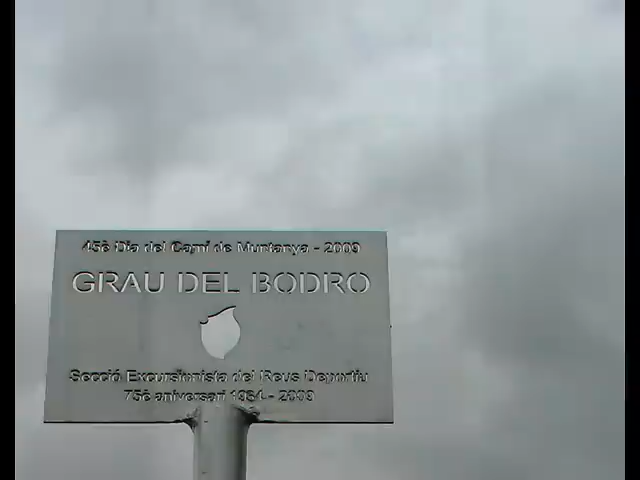 45è Dia del Camí de Muntanya - 2009
GRAU DEL BODRO
Secció Excursionista del Reus Deportiu
75è aniversari 1934 - 2009